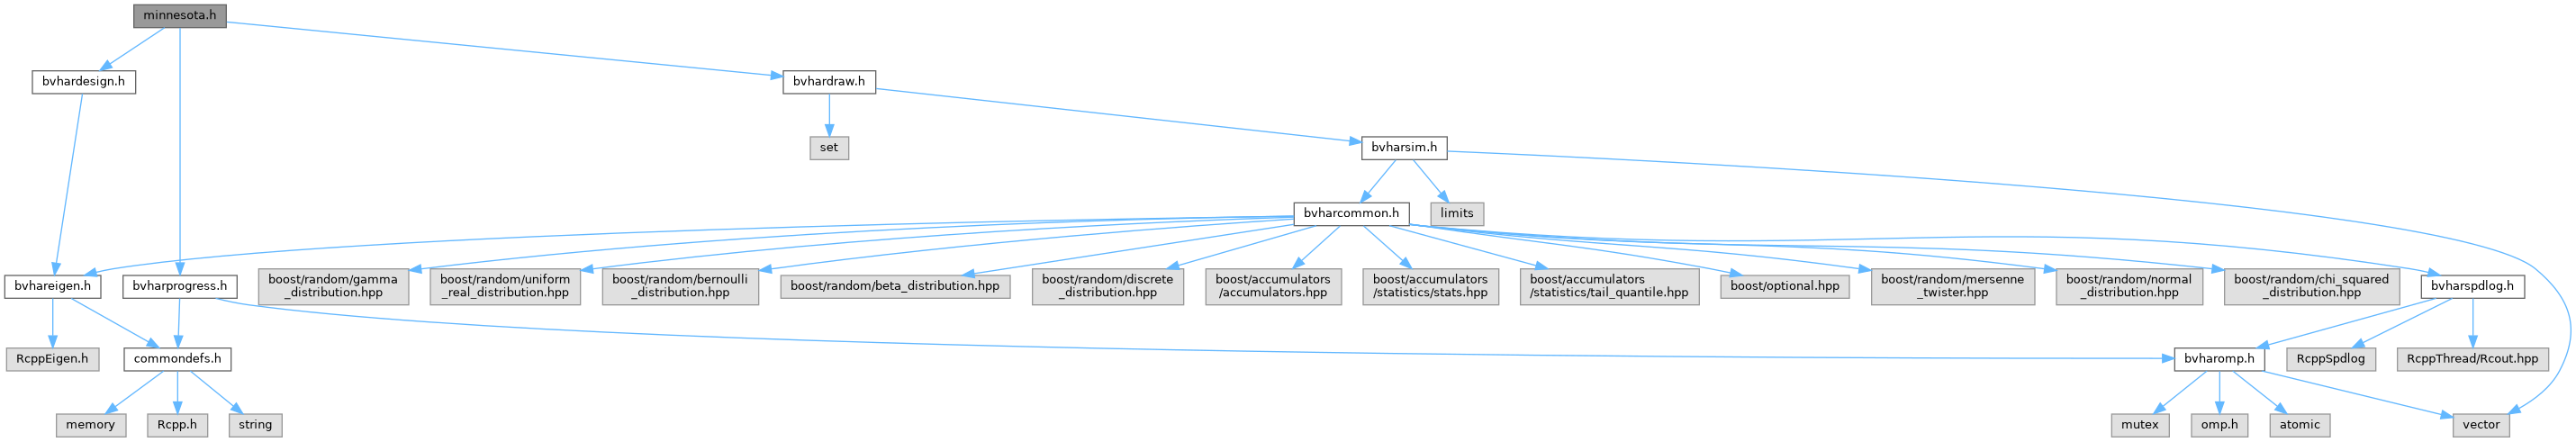 minnesota.h
bvhardesign.h
bvhardraw.h
set
bvharsim.h
bvharcommon.h
limits
bvhareigen.h
bvharprogress.h
boost/random/gamma
_distribution.hpp
boost/random/uniform
_real_distribution.hpp
boost/random/bernoulli
_distribution.hpp
boost/random/beta_distribution.hpp
boost/random/discrete
_distribution.hpp
boost/accumulators
/accumulators.hpp
boost/accumulators
/statistics/stats.hpp
boost/accumulators
/statistics/tail_quantile.hpp
boost/optional.hpp
boost/random/mersenne
_twister.hpp
boost/random/normal
_distribution.hpp
boost/random/chi_squared
_distribution.hpp
bvharspdlog.h
RcppEigen.h
commondefs.h
bvharomp.h
RcppSpdlog
RcppThread/Rcout.hpp
memory
Rcpp.h
string
mutex
omp.h
atomic
vector